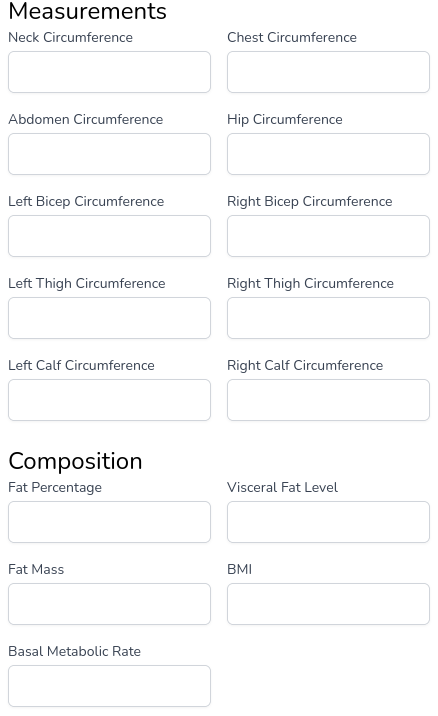 Measurements
Neck Circumference
Chest Circumference
Abdomen Circumference
Hip Circumference
Left Bicep Circumference
Right Bicep Circumference
Left Thigh Circumference
Right Thigh Circumference
Left Calf Circumference
Right Calf Circumference
Composition
Fat Percentage
Visceral Fat Level
Fat Mass
BMI
Basal Metabolic Rate